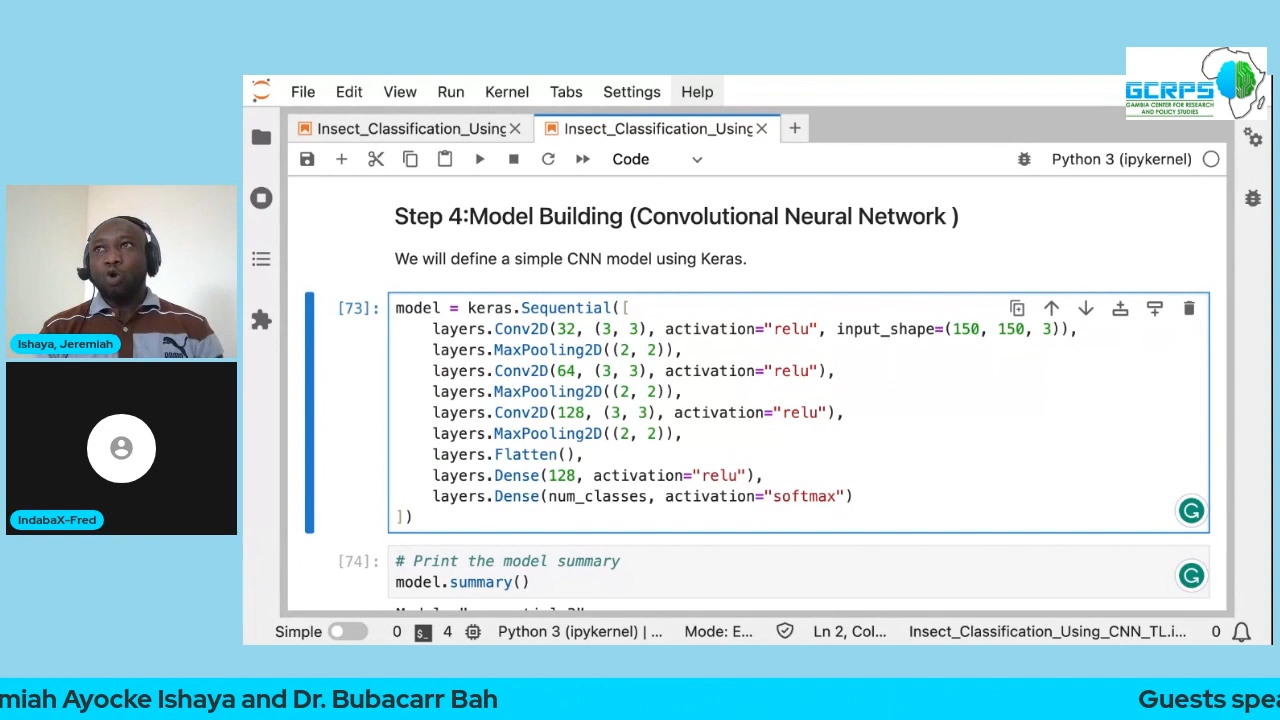 GCRPS
GAMBIA CENTER FOR RESEARCH
AND POLICY STUDIES
File Edit View Run Kernel Tabs Settings Help
Insect_Classification_Using Insect_Classification_Using
Code Python 3 (ipykernel)
Step 4:Model Building (Convolutional Neural Network )
We will define a simple CNN model using Keras.
[73]: model = keras.Sequential([
layers.Conv2D(32, (3, 3), activation="relu", input_shape=(150, 150, 3)),
layers.MaxPooling2D((2, 2)),
layers.Conv2D(64, (3, 3), activation="relu"),
layers.MaxPooling2D((2, 2)),
layers.Conv2D(128, (3, 3), activation="relu"),
layers.MaxPooling2D((2, 2)),
layers.Flatten(),
layers.Dense(128, activation="relu"),
layers.Dense(num_classes, activation="softmax")
])
[74]: # Print the model summary
model.summary()
Ishaya, Jeremiah
IndabaX-Fred
Simple 0 $_ 4 Python 3 (ipykernel) | ... Mode: E... Ln 2, Col... Insect_Classification_Using_CNN_TL.i... 0
miah Ayocke Ishaya and Dr. Bubacarr Bah Guests spea